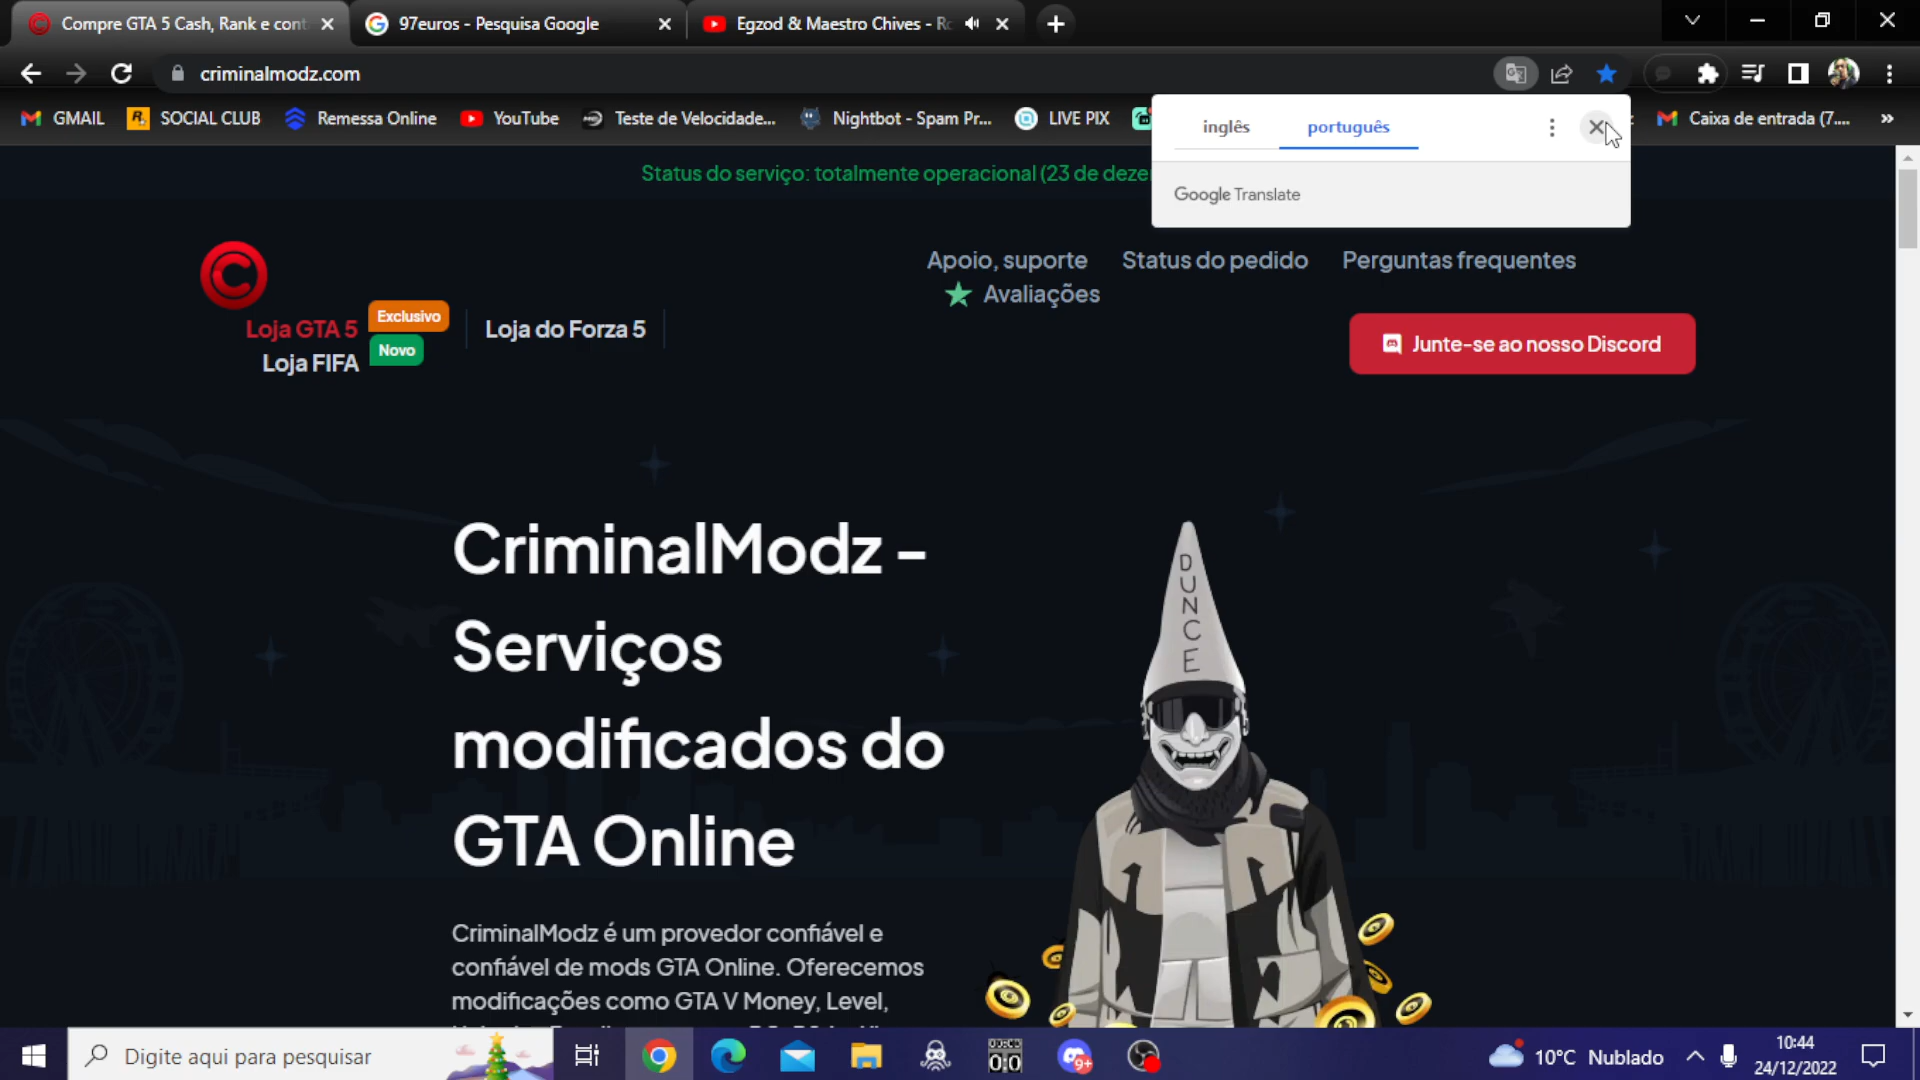 Compre GTA 5 Cash, Rank e cont
97euros - Pesquisa Google
Egzod & Maestro Chives - Ro
criminalmodz.com
GMAIL
SOCIAL CLUB
Remessa Online
YouTube
Teste de Velocidade...
Nightbot - Spam Pr...
LIVE PIX
Caixa de entrada (7....
»
inglês português
Google Translate
Status do serviço: totalmente operacional (23 de deze
Apoio, suporte Status do pedido Perguntas frequentes
Avaliações
Loja GTA 5 Exclusivo
Loja do Forza 5
Loja FIFA Novo
Junte-se ao nosso Discord
CriminalModz -
Serviços
modificados do
GTA Online
DUNCE
CriminalModz é um provedor confiável e
confiável de mods GTA Online. Oferecemos
modificações como GTA V Money, Level,
Digite aqui para pesquisar
0:0
9+
10°C Nublado
10:44
24/12/2022